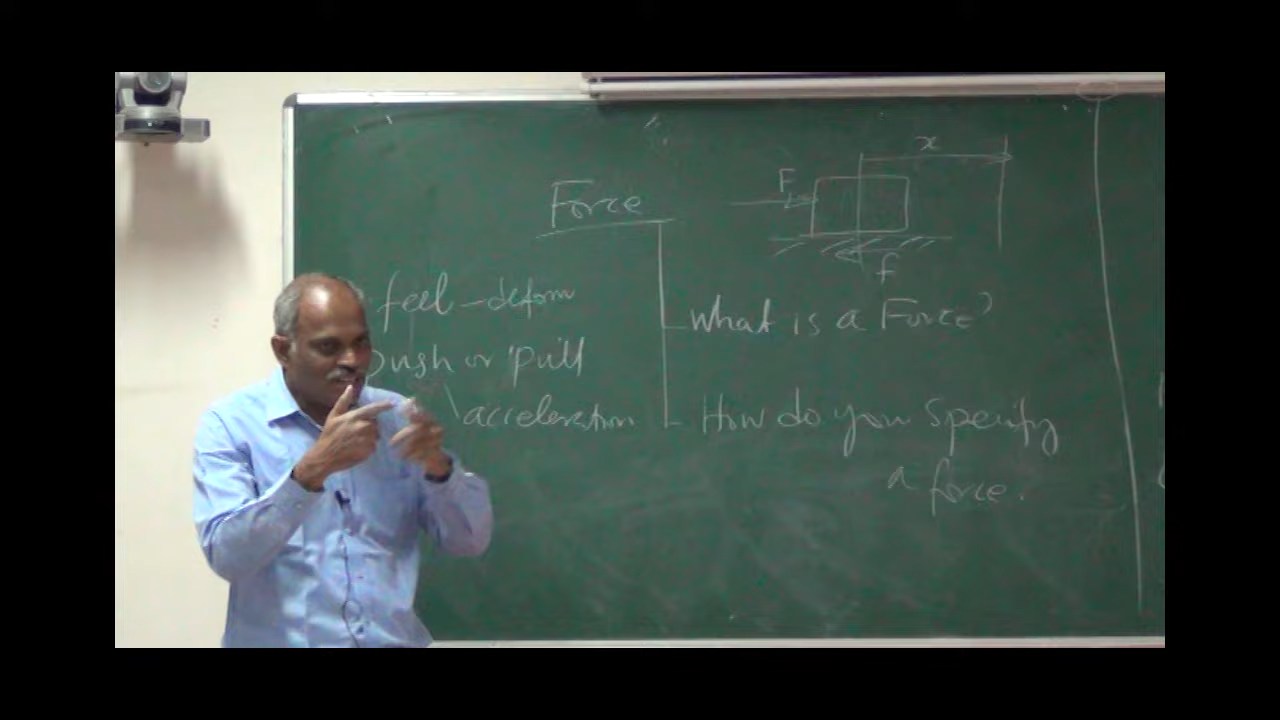 x
F
Force
f
feel - deform
What is a Force?
push or pull
acceleration
How do you specify
a force.